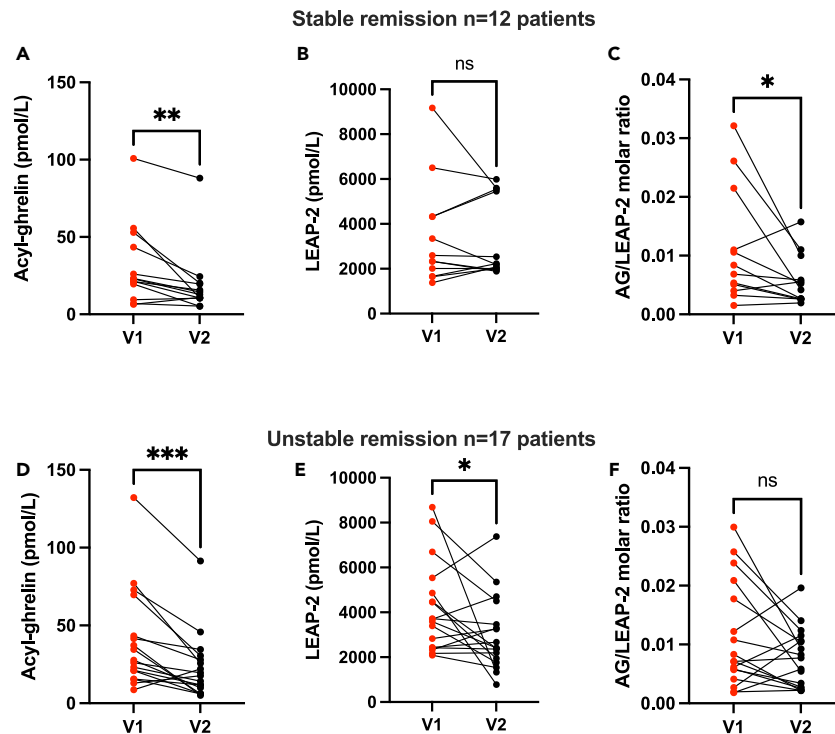 Stable remission n=12 patients
A
B
C
Acyl-ghrelin (pmol/L)
150
100
50
0
**
V1
V2
LEAP-2 (pmol/L)
10000
8000
6000
4000
2000
0
ns
V1
V2
AG/LEAP-2 molar ratio
0.04
0.03
0.02
0.01
0.00
*
V1
V2
Unstable remission n=17 patients
D
E
F
Acyl-ghrelin (pmol/L)
150
100
50
0
***
V1
V2
LEAP-2 (pmol/L)
10000
8000
6000
4000
2000
0
*
V1
V2
AG/LEAP-2 molar ratio
0.04
0.03
0.02
0.01
0.00
ns
V1
V2